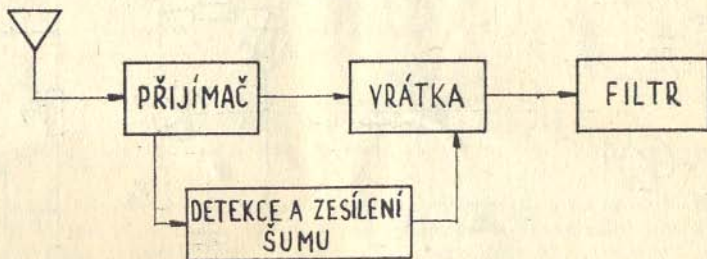 PŘIJÍMAČ
VRÁTKA
FILTR
DETEKCE A ZESÍLENÍ
ŠUMU